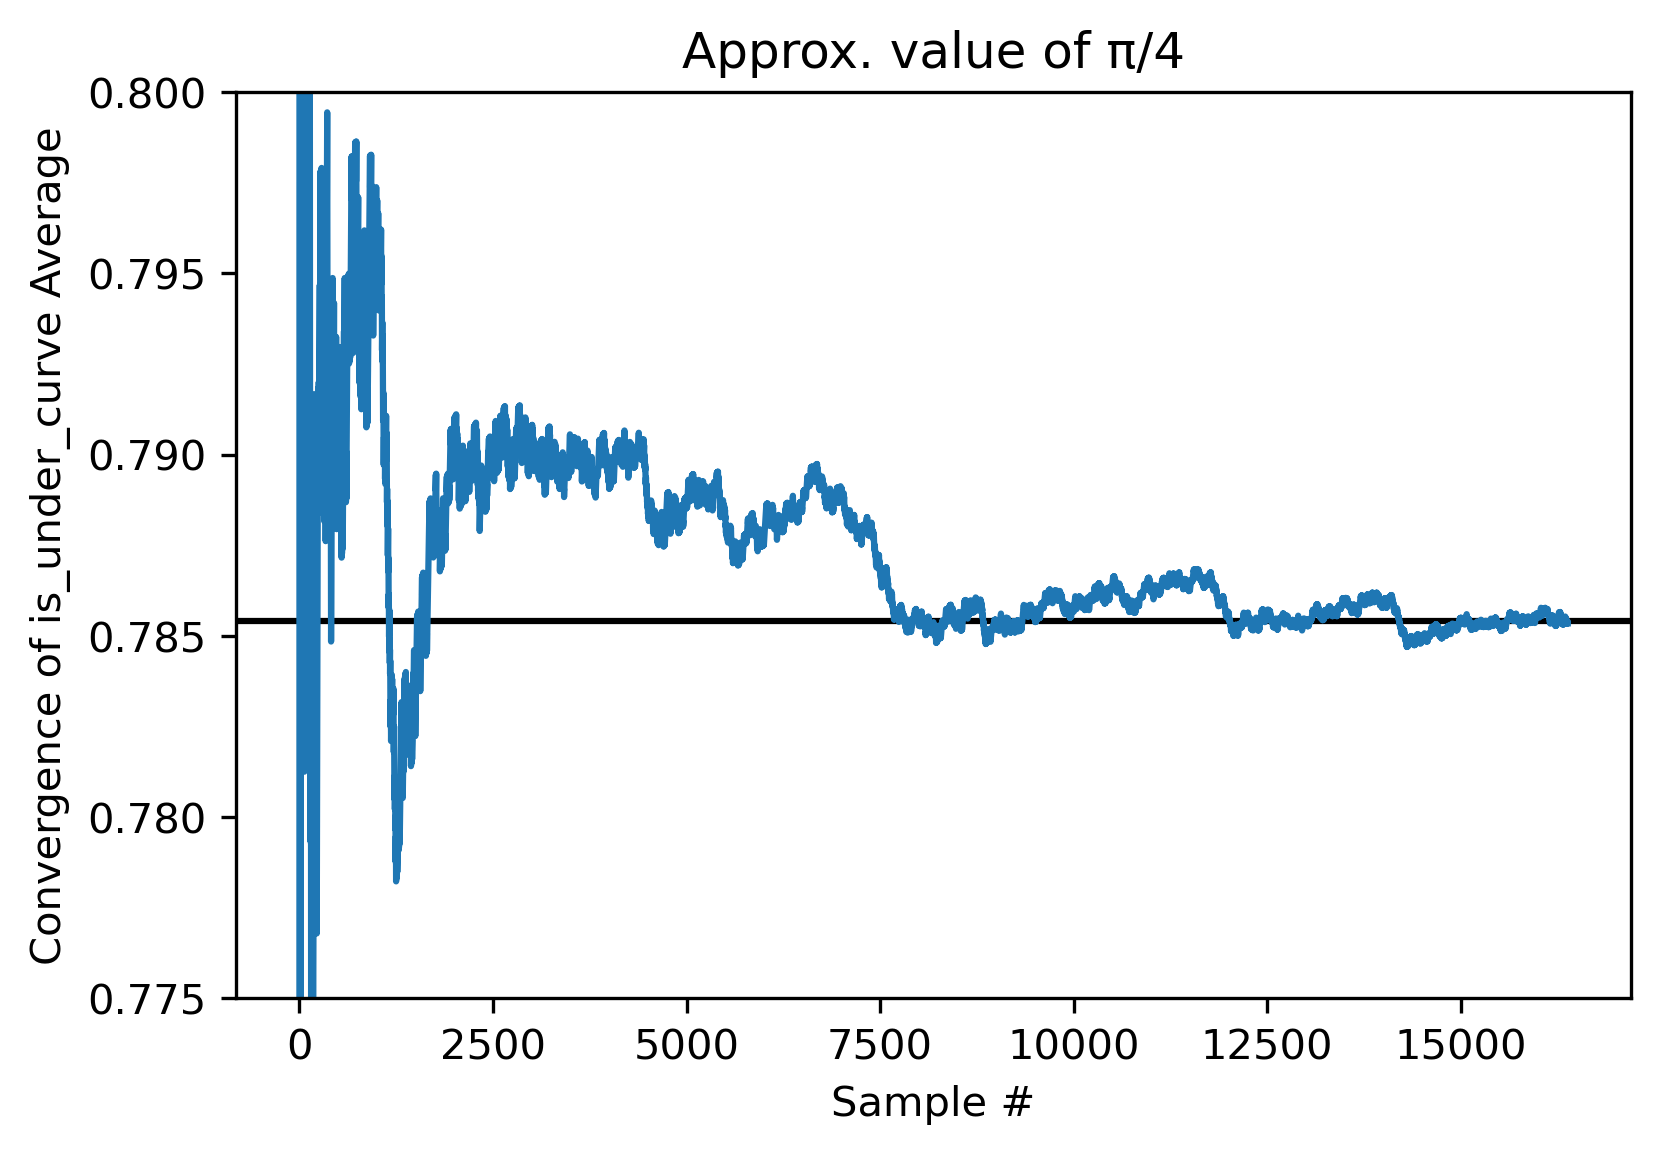 Approx. value of π/4
Convergence of is_under_curve Average
0.800
0.795
0.790
0.785
0.780
0.775
0 2500 5000 7500 10000 12500 15000
Sample #